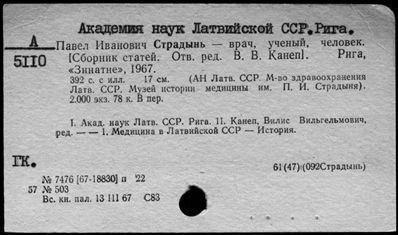 Академия наук Латвийской ССР. Рига.
А
5110
Павел Иванович Страдынь — врач, ученый, человек.
[Сборник статей. Отв. ред. В. В. Канеп]. Рига,
«Зинатне», 1967.
392 с. с илл. 17 см. (АН Латв. ССР. М-во здравоохранения
Латв. ССР. Музей истории медицины им. П. И. Страдыня).
2.000 экз. 78 к. В пер.
I. Акад. наук Латв. ССР. Рига. II. Канеп, Вилис Вильгельмович,
ред. — — 1. Медицина в Латвийской ССР — История.
ГК.
61(47):(092Страдынь)
№ 7476 [67-18830] п 22
57 № 503
Вс. кн. пал. 13 III 67 С83